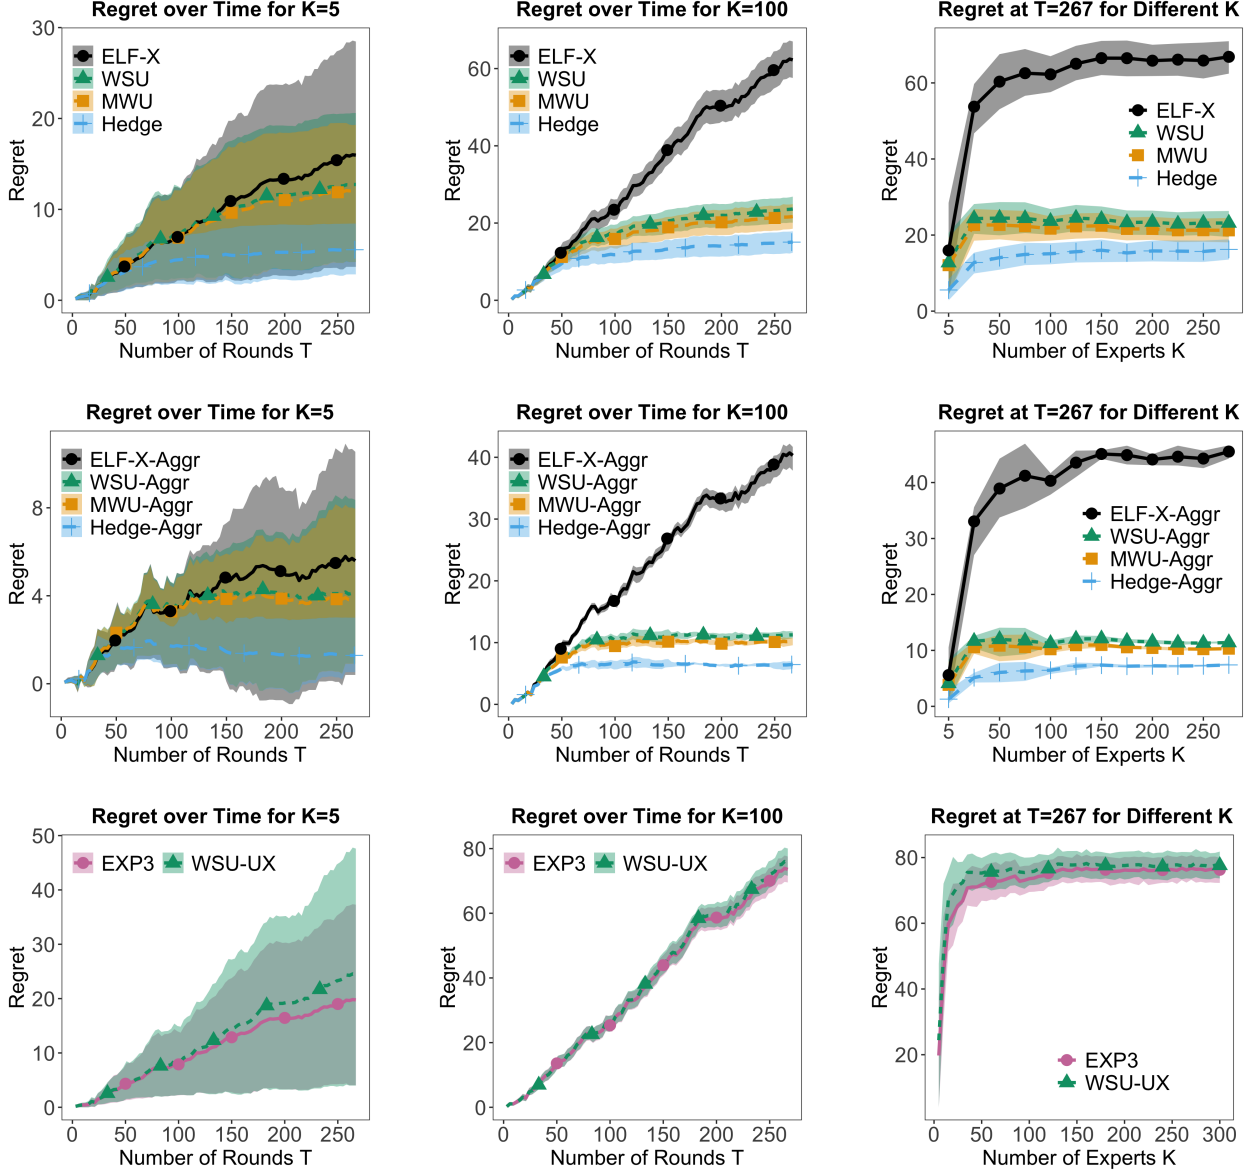 Regret over Time for K=5
30
20
10
0
Regret
ELF-X
WSU
MWU
Hedge
0 50 100 150 200 250
Number of Rounds T
Regret over Time for K=100
60
40
20
0
Regret
ELF-X
WSU
MWU
Hedge
0 50 100 150 200 250
Number of Rounds T
Regret at T=267 for Different K
60
40
20
0
Regret
ELF-X
WSU
MWU
Hedge
5 50 100 150 200 250
Number of Experts K
Regret over Time for K=5
8
4
0
Regret
ELF-X-Aggr
WSU-Aggr
MWU-Aggr
Hedge-Aggr
0 50 100 150 200 250
Number of Rounds T
Regret over Time for K=100
40
30
20
10
0
Regret
ELF-X-Aggr
WSU-Aggr
MWU-Aggr
Hedge-Aggr
0 50 100 150 200 250
Number of Rounds T
Regret at T=267 for Different K
40
30
20
10
0
Regret
ELF-X-Aggr
WSU-Aggr
MWU-Aggr
Hedge-Aggr
5 50 100 150 200 250
Number of Experts K
Regret over Time for K=5
50
40
30
20
10
0
Regret
EXP3 WSU-UX
0 50 100 150 200 250
Number of Rounds T
Regret over Time for K=100
80
60
40
20
0
Regret
EXP3 WSU-UX
0 50 100 150 200 250
Number of Rounds T
Regret at T=267 for Different K
80
60
40
20
Regret
EXP3
WSU-UX
0 50 100 150 200 250 300
Number of Experts K